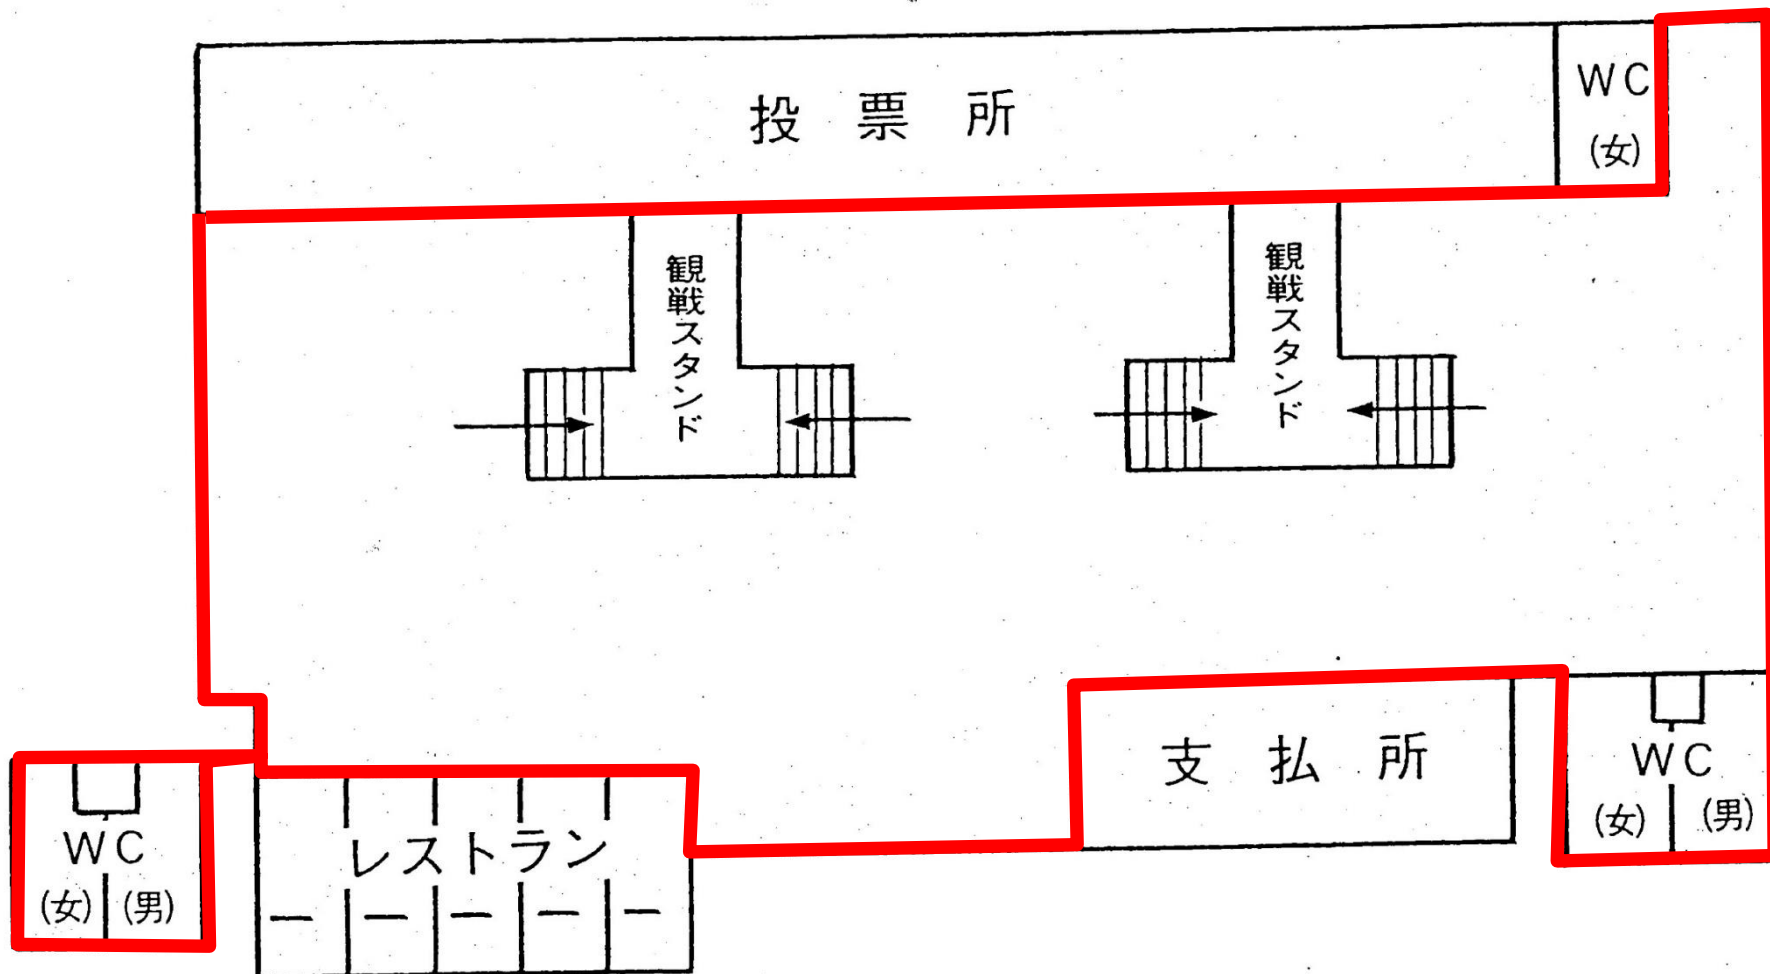 投票所
WC
(女)
観戦スタンド
観戦スタンド
支払所
WC
(女) (男)
レストラン
WC
(女) (男)